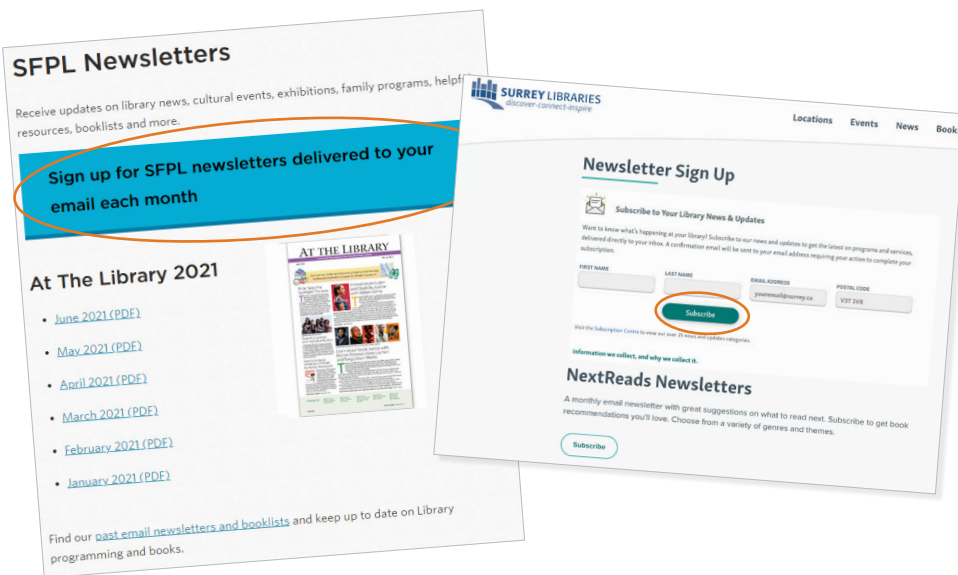 SFPL Newsletters
Receive updates on library news, cultural events, exhibitions, family programs,
resources, booklists and more.
Sign up for SFPL newsletters delivered to your
email each month
At The Library 2021
June 2021 (PDF)
May 2021 (PDF)
April 2021 (PDF)
March 2021 (PDF)
February 2021 (PDF)
January 2021 (PDF)
AT THE LIBRARY
Find our past email newsletters and booklists and keep up to date on Library
programming and books.
SURREY LIBRARIES
discover-connect-inspire
Locations Events News Book
Newsletter Sign Up
Subscribe to Your Library News & Updates
Want to know what's happening at your library? Subscribe to our news and updates to get the latest on programs and services,
delivered directly to your inbox. A confirmation email will be sent to your email address requiring your action to complete your
subscription.
FIRST NAME LAST NAME EMAIL ADDRESS POSTAL CODE
youremail@surrey.ca V3T 1V8
Subscribe
Visit the Subscription Centre to view our over 25 news and updates categories.
Information we collect, and why we collect it.
NextReads Newsletters
A monthly email newsletter with great suggestions on what to read next. Subscribe to get book
recommendations you'll love. Choose from a variety of genres and themes.
Subscribe